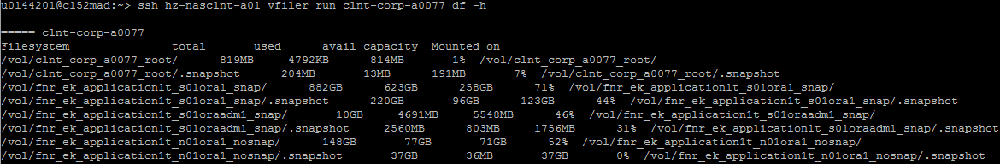 u0144201@c152mad:~> ssh hz-nasclnt-a01 vfiler run clnt-corp-a0077 df -h
===== clnt-corp-a0077
Filesystem total used avail capacity Mounted on
/vol/clnt_corp_a0077_root/ 819MB 4792KB 814MB 1% /vol/clnt_corp_a0077_root/
/vol/clnt_corp_a0077_root/.snapshot 204MB 13MB 191MB 7% /vol/clnt_corp_a0077_root/.snapshot
/vol/fnr_ek_application1t_s01ora1_snap/ 882GB 623GB 258GB 71% /vol/fnr_ek_application1t_s01ora1_snap/
/vol/fnr_ek_application1t_s01ora1_snap/.snapshot 220GB 96GB 123GB 44% /vol/fnr_ek_application1t_s01ora1_snap/.snapshot
/vol/fnr_ek_application1t_s01oraadm1_snap/ 10GB 4691MB 5548MB 46% /vol/fnr_ek_application1t_s01oraadm1_snap/
/vol/fnr_ek_application1t_s01oraadm1_snap/.snapshot 2560MB 803MB 1756MB 31% /vol/fnr_ek_application1t_s01oraadm1_snap/.snapshot
/vol/fnr_ek_application1t_n01ora1_nosnap/ 148GB 77GB 71GB 52% /vol/fnr_ek_application1t_n01ora1_nosnap/
/vol/fnr_ek_application1t_n01ora1_nosnap/.snapshot 37GB 36MB 37GB 0% /vol/fnr_ek_application1t_n01ora1_nosnap/.snapshot